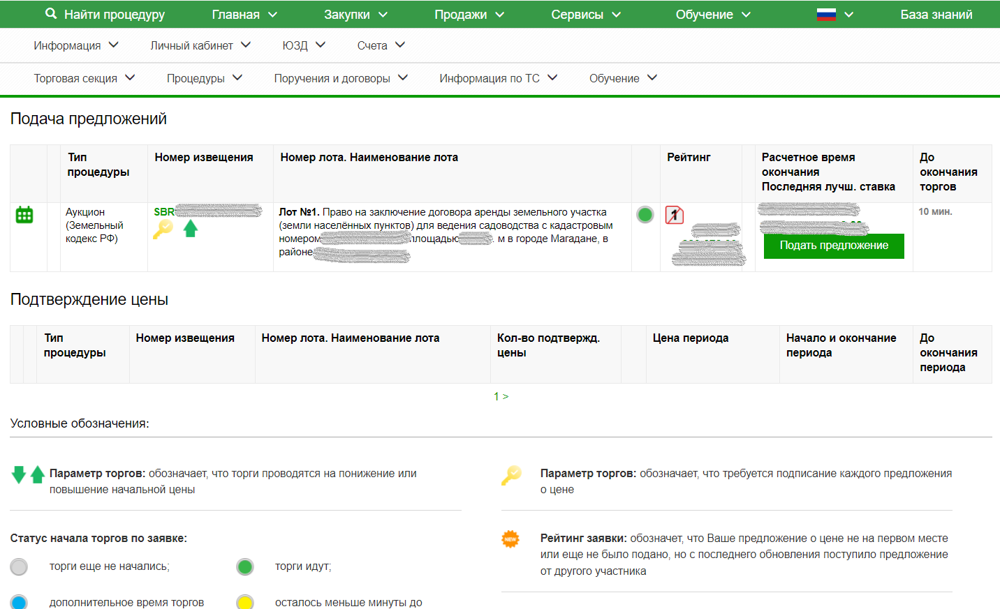 Найти процедуру Главная Закупки Продажи Сервисы Обучение База знаний
Информация Личный кабинет ЮЗД Счета
Торговая секция Процедуры Поручения и договоры Информация по ТС Обучение
Подача предложений
Тип процедуры
Номер извещения
Номер лота. Наименование лота
Рейтинг
Расчетное время
окончания
Последняя лучш. ставка
До
окончания
торгов
Аукцион
(Земельный
кодекс РФ)
SBR
Лот №1. Право на заключение договора аренды земельного участка
(земли населённых пунктов) для ведения садоводства с кадастровым
номером площадью . м в городе Магадане, в
районе
1
Подать предложение
10 мин.
Подтверждение цены
Тип
процедуры
Номер извещения
Номер лота. Наименование лота
Кол-во подтвержд.
цены
Цена периода
Начало и окончание
периода
До
окончания
периода
1 >
Условные обозначения:
Параметр торгов: обозначает, что торги проводятся на понижение или
повышение начальной цены
Параметр торгов: обозначает, что требуется подписание каждого предложения
о цене
Статус начала торгов по заявке:
торги еще не начались;
торги идут;
дополнительное время торгов
осталось меньше минуты до
NEW
Рейтинг заявки: обозначет, что Ваше предложение о цене не на первом месте
или еще не было подано, но с последнего обновления поступило предложение
от другого участника